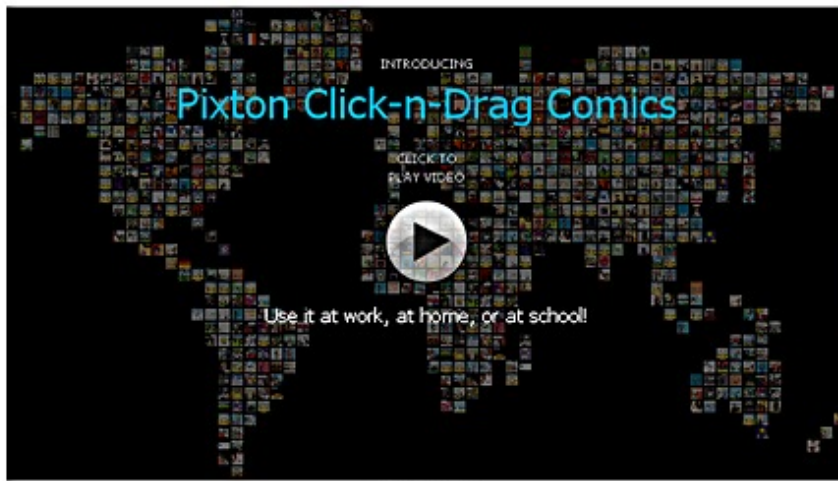 INTRODUCING
Pixton Click-n-Drag Comics
CLICK TO
PLAY VIDEO
Use it at work, at home, or at school!